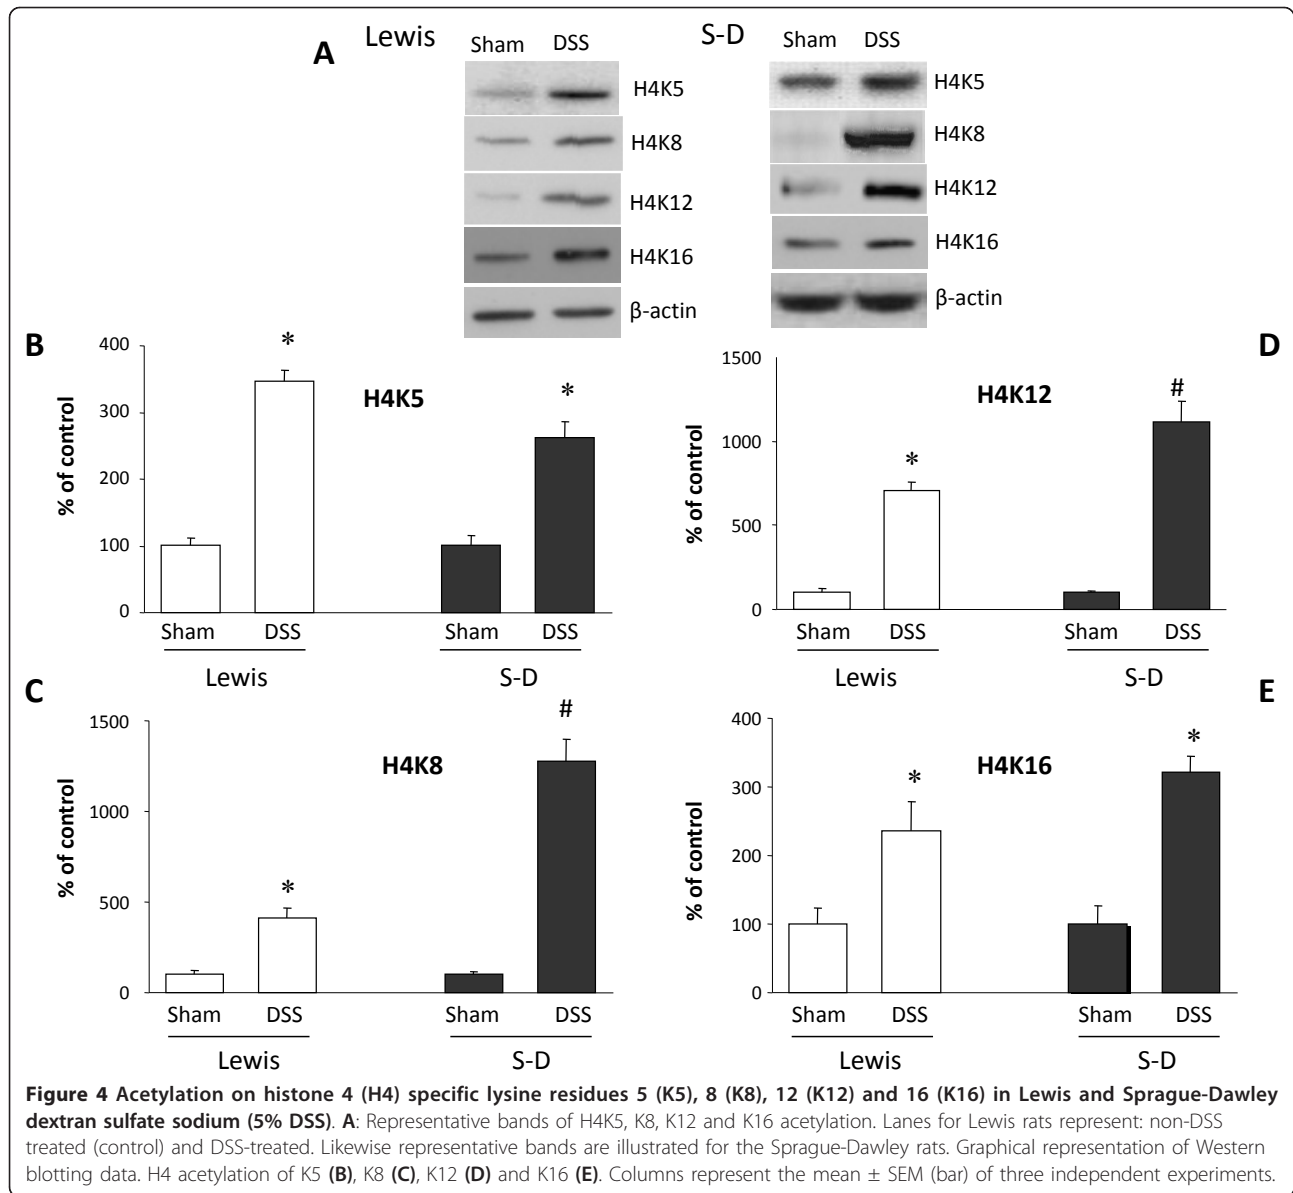 A
Lewis
Sham DSS
H4K5
H4K8
H4K12
H4K16
β-actin
S-D
Sham DSS
H4K5
H4K8
H4K12
H4K16
β-actin
B
% of control
400
300
200
100
0
H4K5
*
*
Sham DSS Sham DSS
Lewis S-D
D
% of control
1500
1000
500
0
H4K12
*
#
Sham DSS Sham DSS
Lewis S-D
C
% of control
1500
1000
500
0
H4K8
*
#
Sham DSS Sham DSS
Lewis S-D
E
% of control
400
300
200
100
0
H4K16
*
*
Sham DSS Sham DSS
Lewis S-D
Figure 4 Acetylation on histone 4 (H4) specific lysine residues 5 (K5), 8 (K8), 12 (K12) and 16 (K16) in Lewis and Sprague-Dawley
dextran sulfate sodium (5% DSS). A: Representative bands of H4K5, K8, K12 and K16 acetylation. Lanes for Lewis rats represent: non-DSS
treated (control) and DSS-treated. Likewise representative bands are illustrated for the Sprague-Dawley rats. Graphical representation of Western
blotting data. H4 acetylation of K5 (B), K8 (C), K12 (D) and K16 (E). Columns represent the mean ± SEM (bar) of three independent experiments.